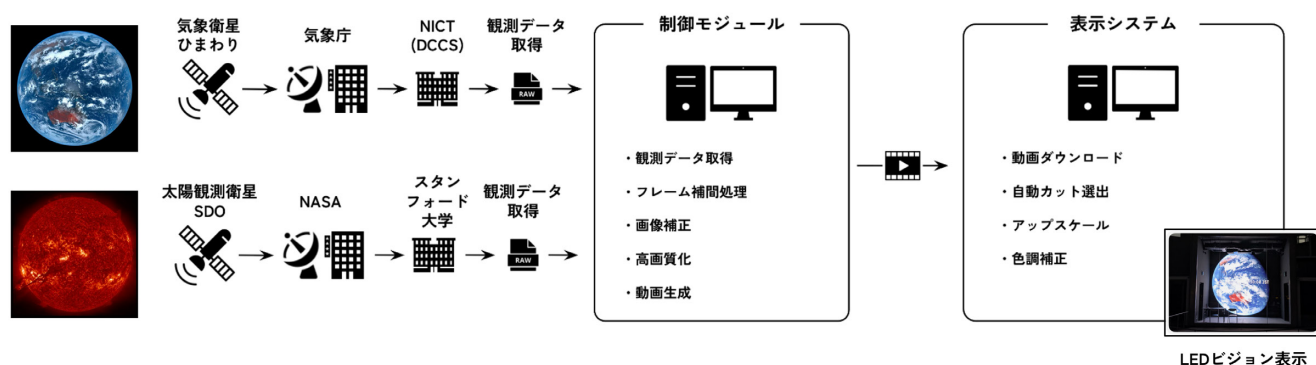 気象衛星
ひまわり
気象庁
NICT
(DCCS)
観測データ
取得
RAW
太陽観測衛星
SDO
NASA
スタン
フォード
大学
観測データ
取得
RAW
制御モジュール
・観測データ取得
・フレーム補間処理
・画像補正
・高画質化
・動画生成
表示システム
・動画ダウンロード
・自動カット選出
・アップスケール
・色調補正
LEDビジョン表示